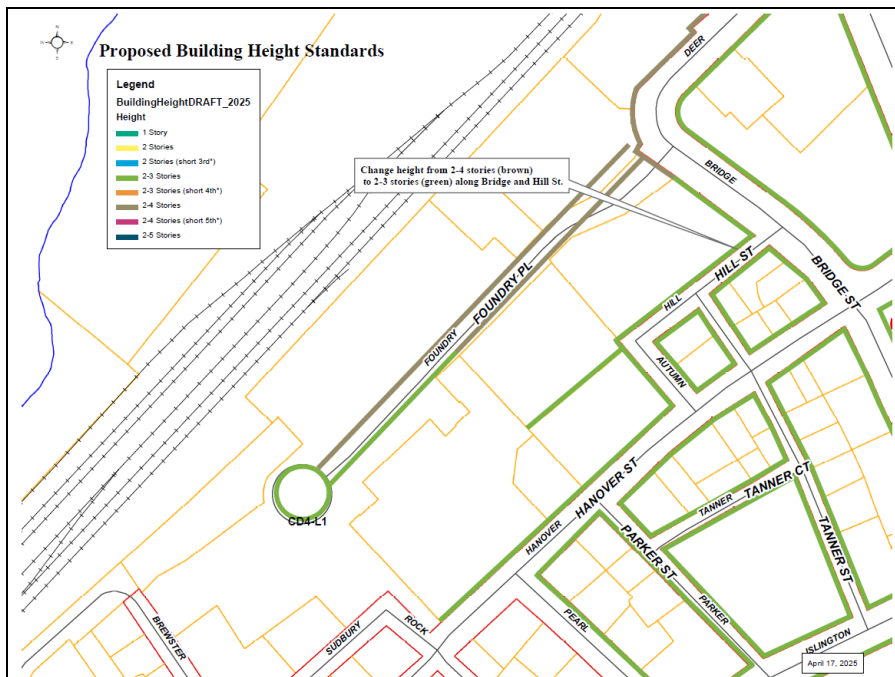 N
W E
S
Proposed Building Height Standards
Legend
BuildingHeightDRAFT_2025
Height
1 Story
2 Stories
2 Stories (short 3rd*)
2-3 Stories
2-3 Stories (short 4th*)
2-4 Stories
2-4 Stories (short 5th*)
2-5 Stories
Change height from 2-4 stories (brown)
to 2-3 stories (green) along Bridge and Hill St.
DEER
BRIDGE
HILL ST
BRIDGE ST
HILL
FOUNDRY PL
FOUNDRY
AUTUMN
CD4-L1
HANOVER ST
HANOVER
TANNER CT
TANNER
TANNER ST
PARKER ST
PARKER
PEARL
ISLINGTON
ROCK
SUDBURY
BREWSTER
April 17, 2025